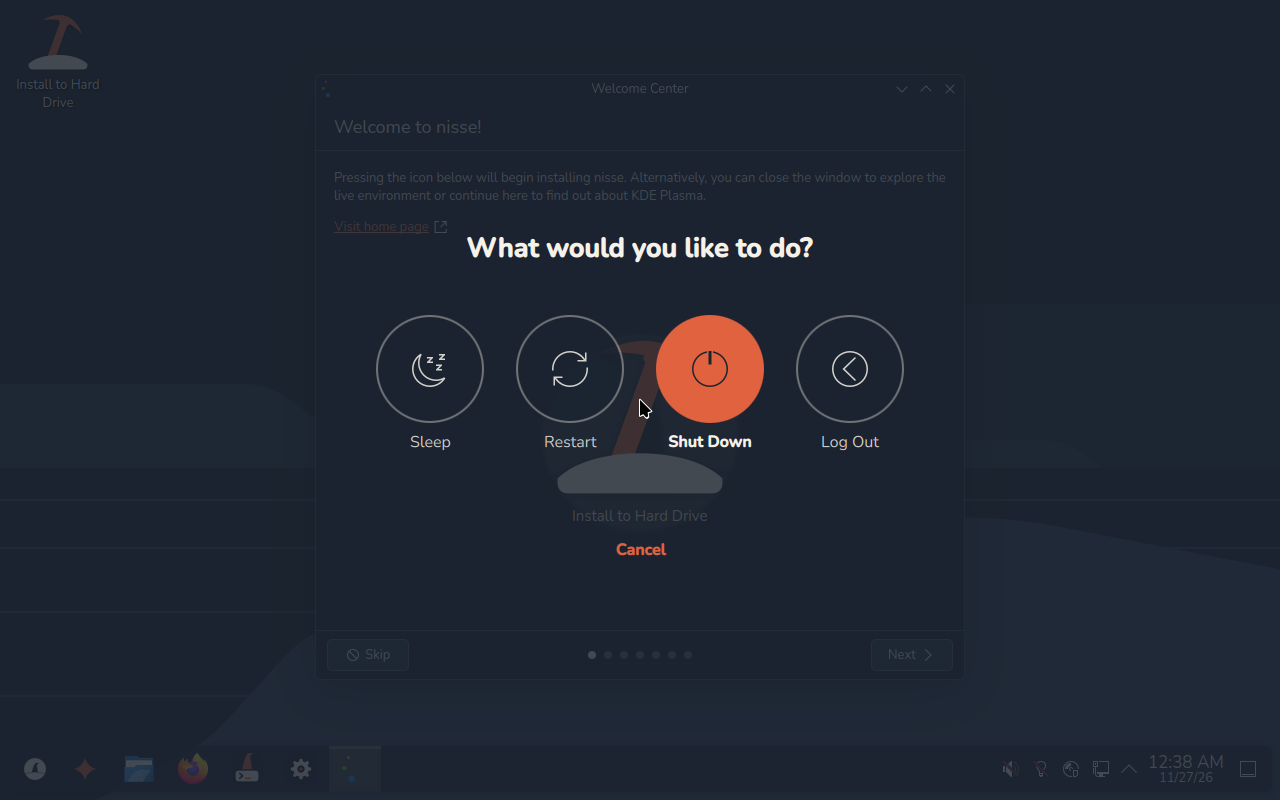 Install to Hard
Drive
Welcome Center
Welcome to nisse!
Pressing the icon below will begin installing nisse. Alternatively, you can close the window to explore the
live environment or continue here to find out about KDE Plasma.
Visit home page
What would you like to do?
Sleep
Restart
Shut Down
Log Out
Install to Hard Drive
Cancel
Skip
Next
12:38 AM
11/27/26